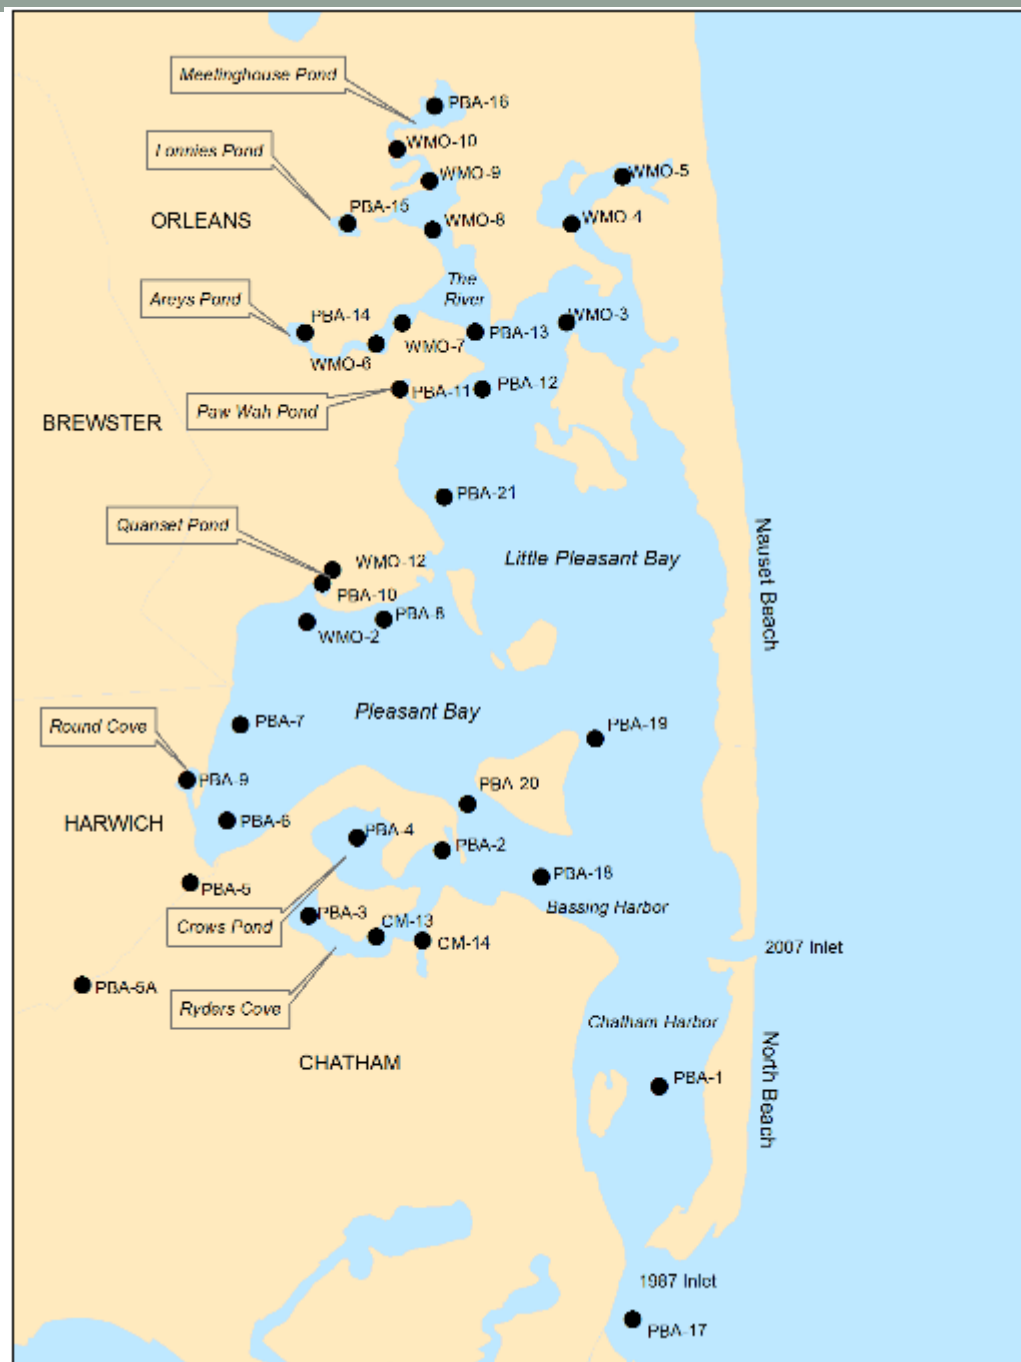 Meetinghouse Pond
PBA-16
WMO-10
Lonnies Pond
WMO-9
WMO-5
PBA-15
ORLEANS
WMO-8
WMO-4
The
River
Areys Pond
PBA-14
WMO-3
PBA-13
WMO-7
WMO-6
PBA-11
PBA-12
Paw Wah Pond
BREWSTER
PBA-21
Quanset Pond
Nauset Beach
WMO-12
Little Pleasant Bay
PBA-10
PBA-8
WMO-2
Pleasant Bay
Round Cove
PBA-7
PBA-19
PBA-9
PBA-20
HARWICH
PBA-6
PBA-4
PBA-2
PBA-18
PBA-5
Bassing Harbor
PBA-3
CM-13
Crows Pond
CM-14
2007 Inlet
PBA-5A
Ryders Cove
Chatham Harbor
CHATHAM
North Beach
PBA-1
1987 Inlet
PBA-17